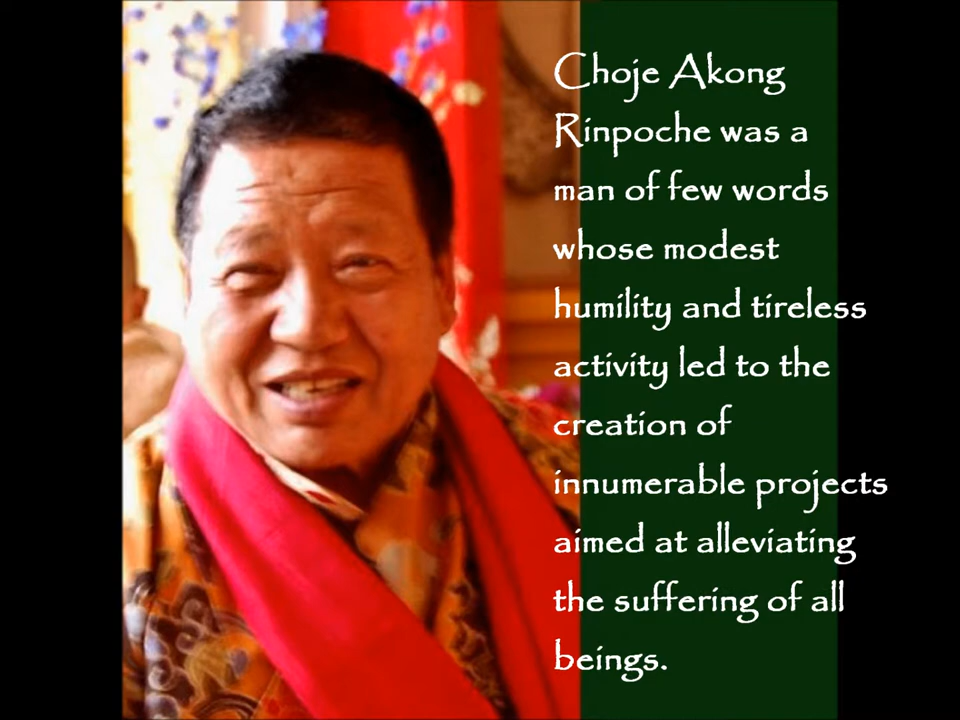 Choje Akong
Rinpoche was a
man of few words
whose modest
humility and tireless
activity led to the
creation of
innumerable projects
aimed at alleviating
the suffering of all
beings.